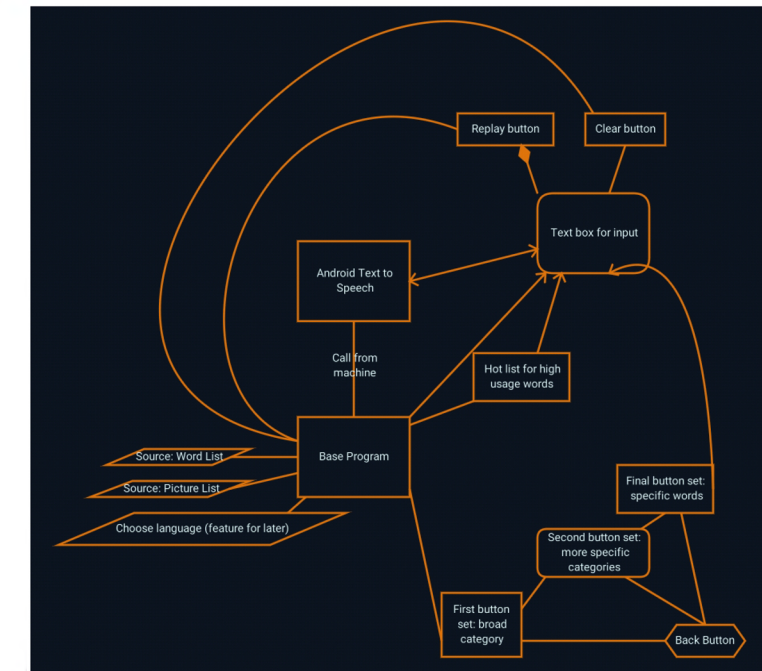 Replay button
Clear button
Text box for input
Android Text to
Speech
Call from
machine
Hot list for high
usage words
Source: Word List
Base Program
Source: Picture List
Final button set:
specific words
Choose language (feature for later)
Second button set:
more specific
categories
First button
set: broad
category
Back Button